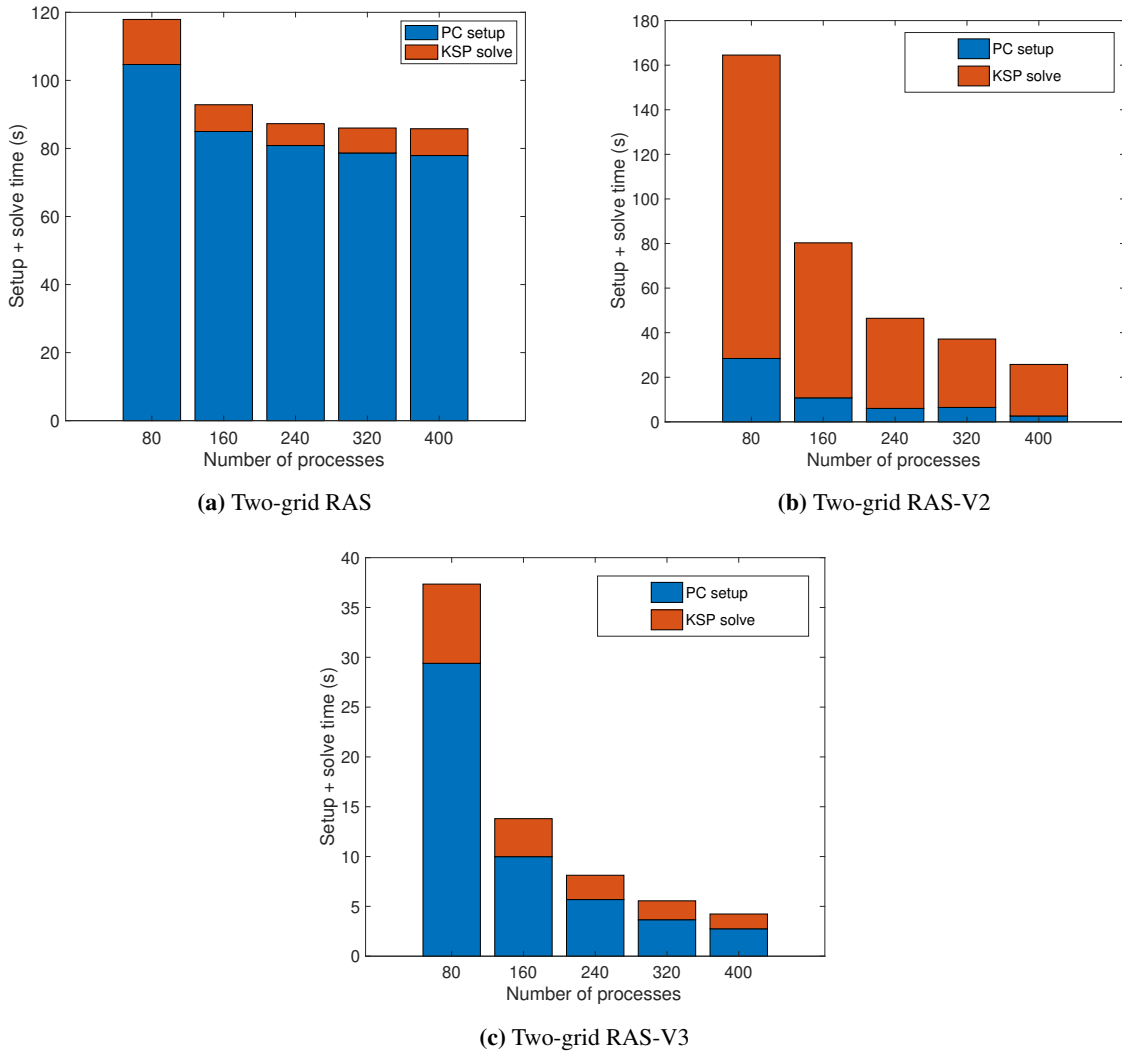 120
100
80
60
40
20
0
Setup + solve time (s)
PC setup
KSP solve
80 160 240 320 400
Number of processes
(a) Two-grid RAS
180
160
140
120
100
80
60
40
20
0
Setup + solve time (s)
PC setup
KSP solve
80 160 240 320 400
Number of processes
(b) Two-grid RAS-V2
40
35
30
25
20
15
10
5
0
Setup + solve time (s)
PC setup
KSP solve
80 160 240 320 400
Number of processes
(c) Two-grid RAS-V3